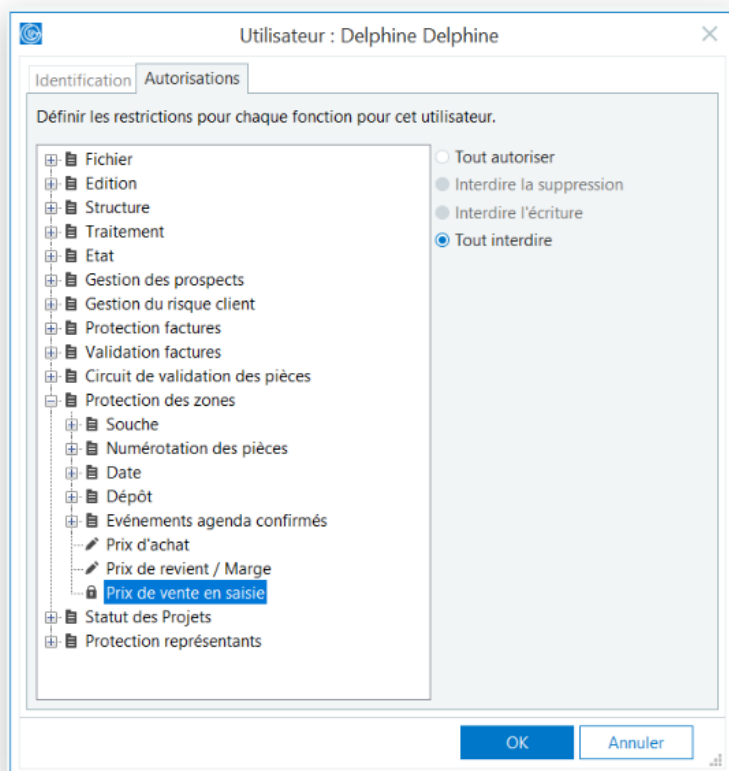 Utilisateur : Delphine Delphine
Identification
Autorisations
Définir les restrictions pour chaque fonction pour cet utilisateur.
Fichier
Edition
Structure
Traitement
Etat
Gestion des prospects
Gestion du risque client
Protection factures
Validation factures
Circuit de validation des pièces
Protection des zones
Souche
Numérotation des pièces
Date
Dépôt
Evénements agenda confirmés
Prix d'achat
Prix de revient / Marge
Prix de vente en saisie
Statut des Projets
Protection représentants
Tout autoriser
Interdire la suppression
Interdire l'écriture
Tout interdire
OK
Annuler